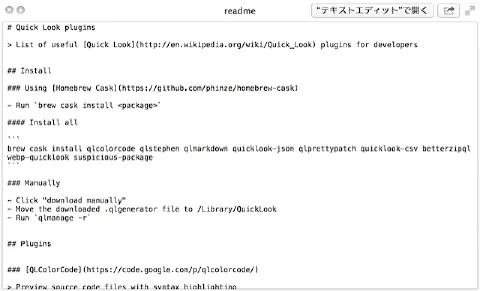 readme
"テキストエディット"で開く
# Quick Look plugins
> List of useful [Quick Look](http://en.wikipedia.org/wiki/Quick_Look) plugins for developers
## Install
### Using [Homebrew Cask](https://github.com/phinze/homebrew-cask)
- Run `brew cask install <package>`
#### Install all
```
brew cask install qlcolorcode qlstephen qlmarkdown quicklook-json qlprettypatch quicklook-csv betterzipql
webp-quicklook suspicious-package
```
### Manually
- Click "download manually"
- Move the downloaded .qlgenerator file to /Library/QuickLook
- Run `qlmanage -r`
## Plugins
### [QLColorCode](https://code.google.com/p/qlcolorcode/)
> Preview source code files with syntax highlighting